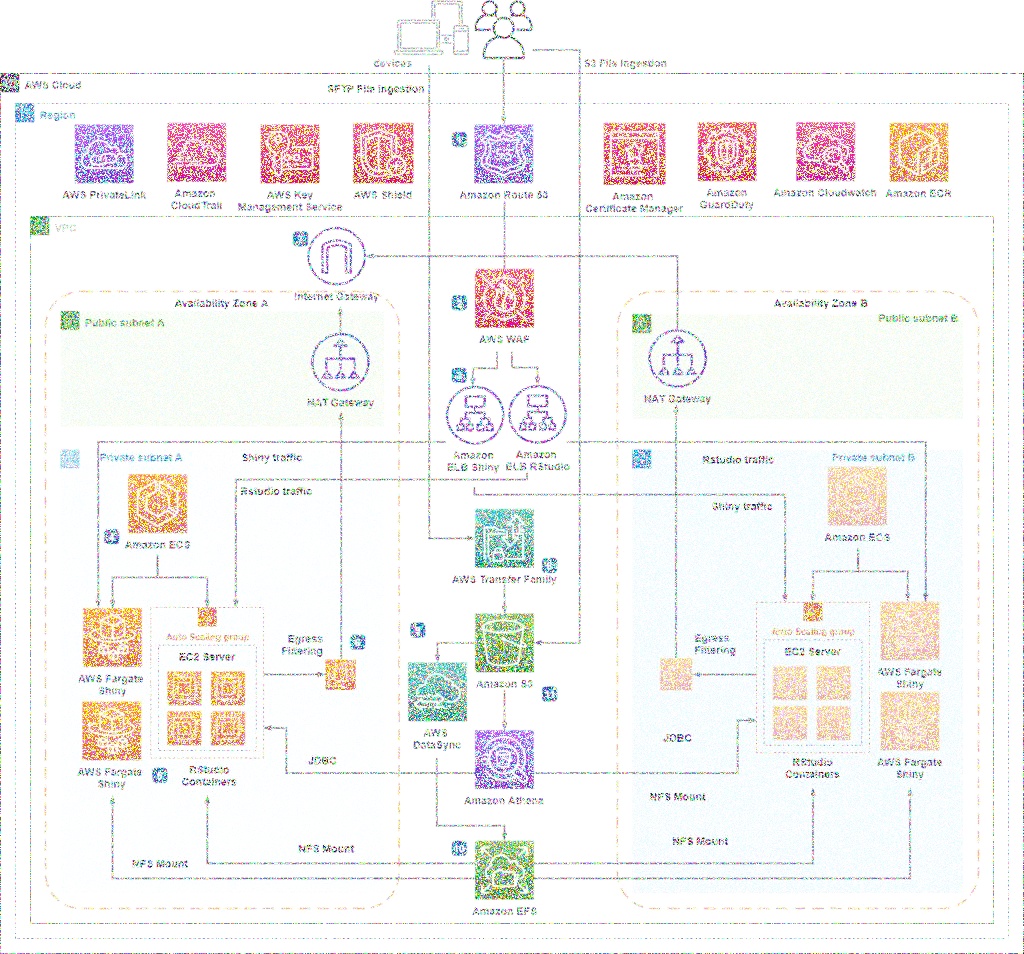 devices
S3 File Ingestion
AWS Cloud
SFTP File Ingestion
Region
AWS PrivateLink
Amazon
CloudTrail
AWS Key
Management Service
AWS Shield
Amazon Route 53
Amazon
Certificate Manager
Amazon
GuardDuty
Amazon Cloudwatch
Amazon ECR
VPC
Internet Gateway
Availability Zone A
Availability Zone B
Public subnet A
Public subnet B
AWS WAF
NAT Gateway
NAT Gateway
Private subnet A
Shiny traffic
Amazon
ELB Shiny
Amazon
ELB RStudio
Rstudio traffic
Private subnet B
Rstudio traffic
Shiny traffic
Amazon ECS
Amazon ECS
AWS Transfer Family
Auto Scaling group
EC2 Server
Egress
Filtering
Egress
Filtering
Auto Scaling group
EC2 Server
AWS Fargate
Shiny
Amazon S3
AWS Fargate
Shiny
AWS
DataSync
JDBC
JDBC
AWS Fargate
Shiny
RStudio
Containers
RStudio
Containers
AWS Fargate
Shiny
Amazon Athena
NFS Mount
NFS Mount
NFS Mount
NFS Mount
Amazon EFS